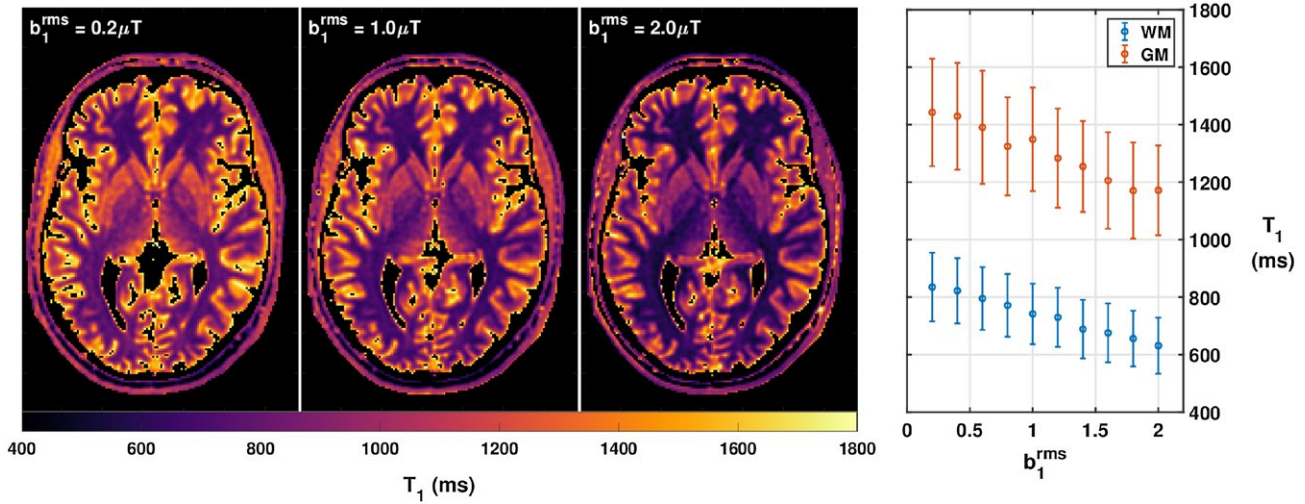 b₁ʳᵐˢ = 0.2μT
b₁ʳᵐˢ = 1.0μT
b₁ʳᵐˢ = 2.0μT
400 600 800 1000 1200 1400 1600 1800
T₁ (ms)
WM
GM
1800
1600
1400
1200
1000
800
600
400
T₁
(ms)
0 0.5 1 1.5 2
b₁ʳᵐˢ